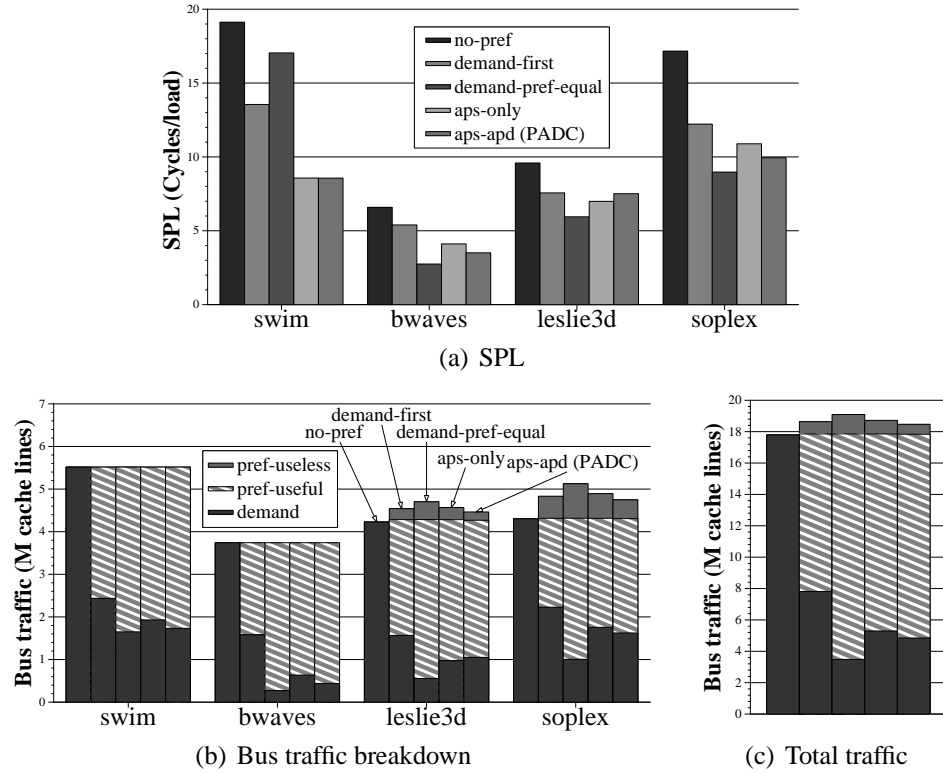 20
15
10
5
0
SPL (Cycles/load)
no-pref
demand-first
demand-pref-equal
aps-only
aps-apd (PADC)
swim bwaves leslie3d soplex
(a) SPL
7
6
5
4
3
2
1
0
Bus traffic (M cache lines)
pref-useless
pref-useful
demand
demand-first
no-pref
demand-pref-equal
aps-only
aps-apd (PADC)
swim bwaves leslie3d soplex
(b) Bus traffic breakdown
20
18
16
14
12
10
8
6
4
2
0
Bus traffic (M cache lines)
(c) Total traffic